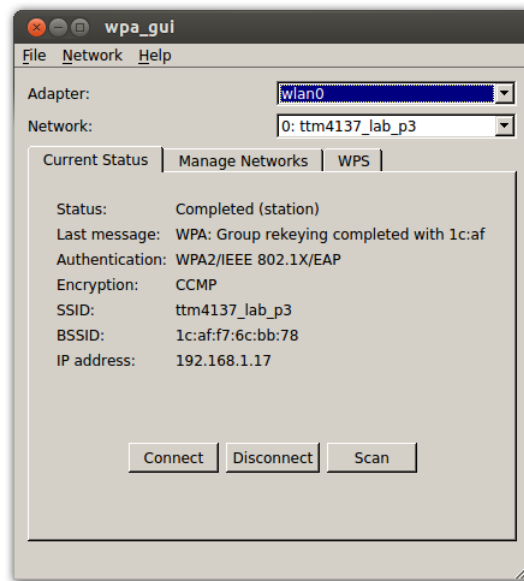 wpa_gui
File Network Help
Adapter: wlan0
Network: 0: ttm4137_lab_p3
Current Status Manage Networks WPS
Status: Completed (station)
Last message: WPA: Group rekeying completed with 1c:af
Authentication: WPA2/IEEE 802.1X/EAP
Encryption: CCMP
SSID: ttm4137_lab_p3
BSSID: 1c:af:f7:6c:bb:78
IP address: 192.168.1.17
Connect Disconnect Scan